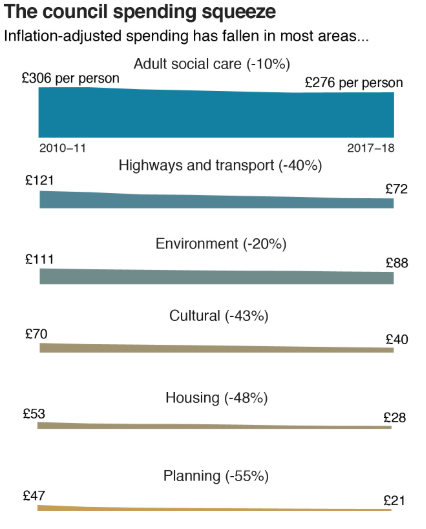 The council spending squeeze
Inflation-adjusted spending has fallen in most areas...
Adult social care (-10%)
£306 per person
£276 per person
2010–11
2017–18
Highways and transport (-40%)
£121
£72
Environment (-20%)
£111
£88
Cultural (-43%)
£70
£40
Housing (-48%)
£53
£28
Planning (-55%)
£47
£21